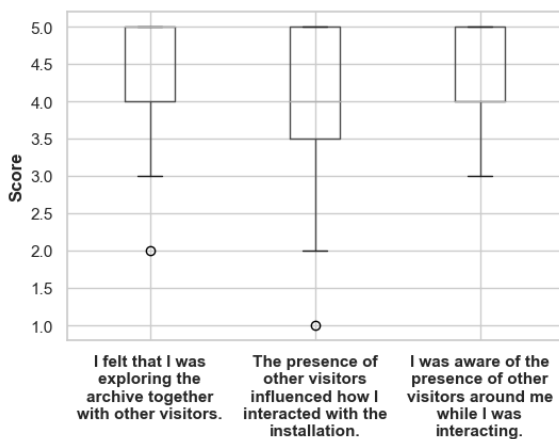 5.0
4.5
4.0
3.5
3.0
2.5
2.0
1.5
1.0
Score
I felt that I was
exploring the
archive together
with other visitors.
The presence of
other visitors
influenced how I
interacted with the
installation.
I was aware of the
presence of other
visitors around me
while I was
interacting.